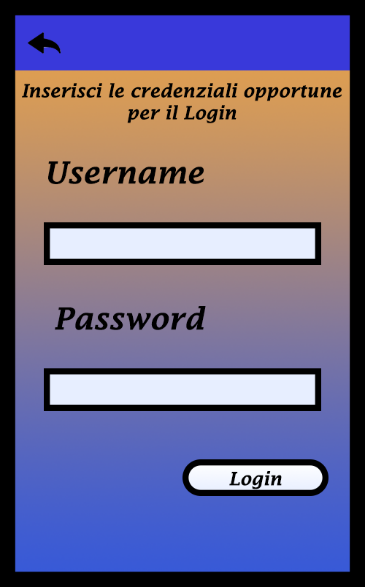 Inserisci le credenziali opportune
per il Login
Username
Password
Login